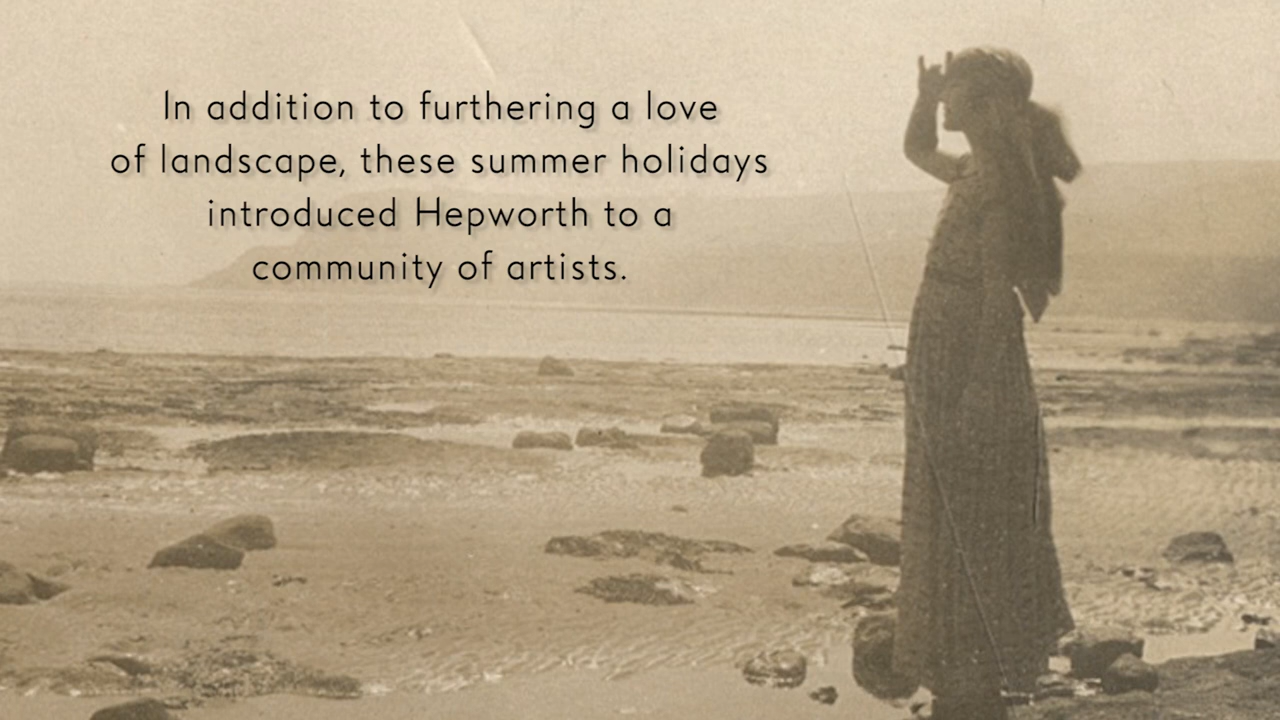 In addition to furthering a love
of landscape, these summer holidays
introduced Hepworth to a
community of artists.